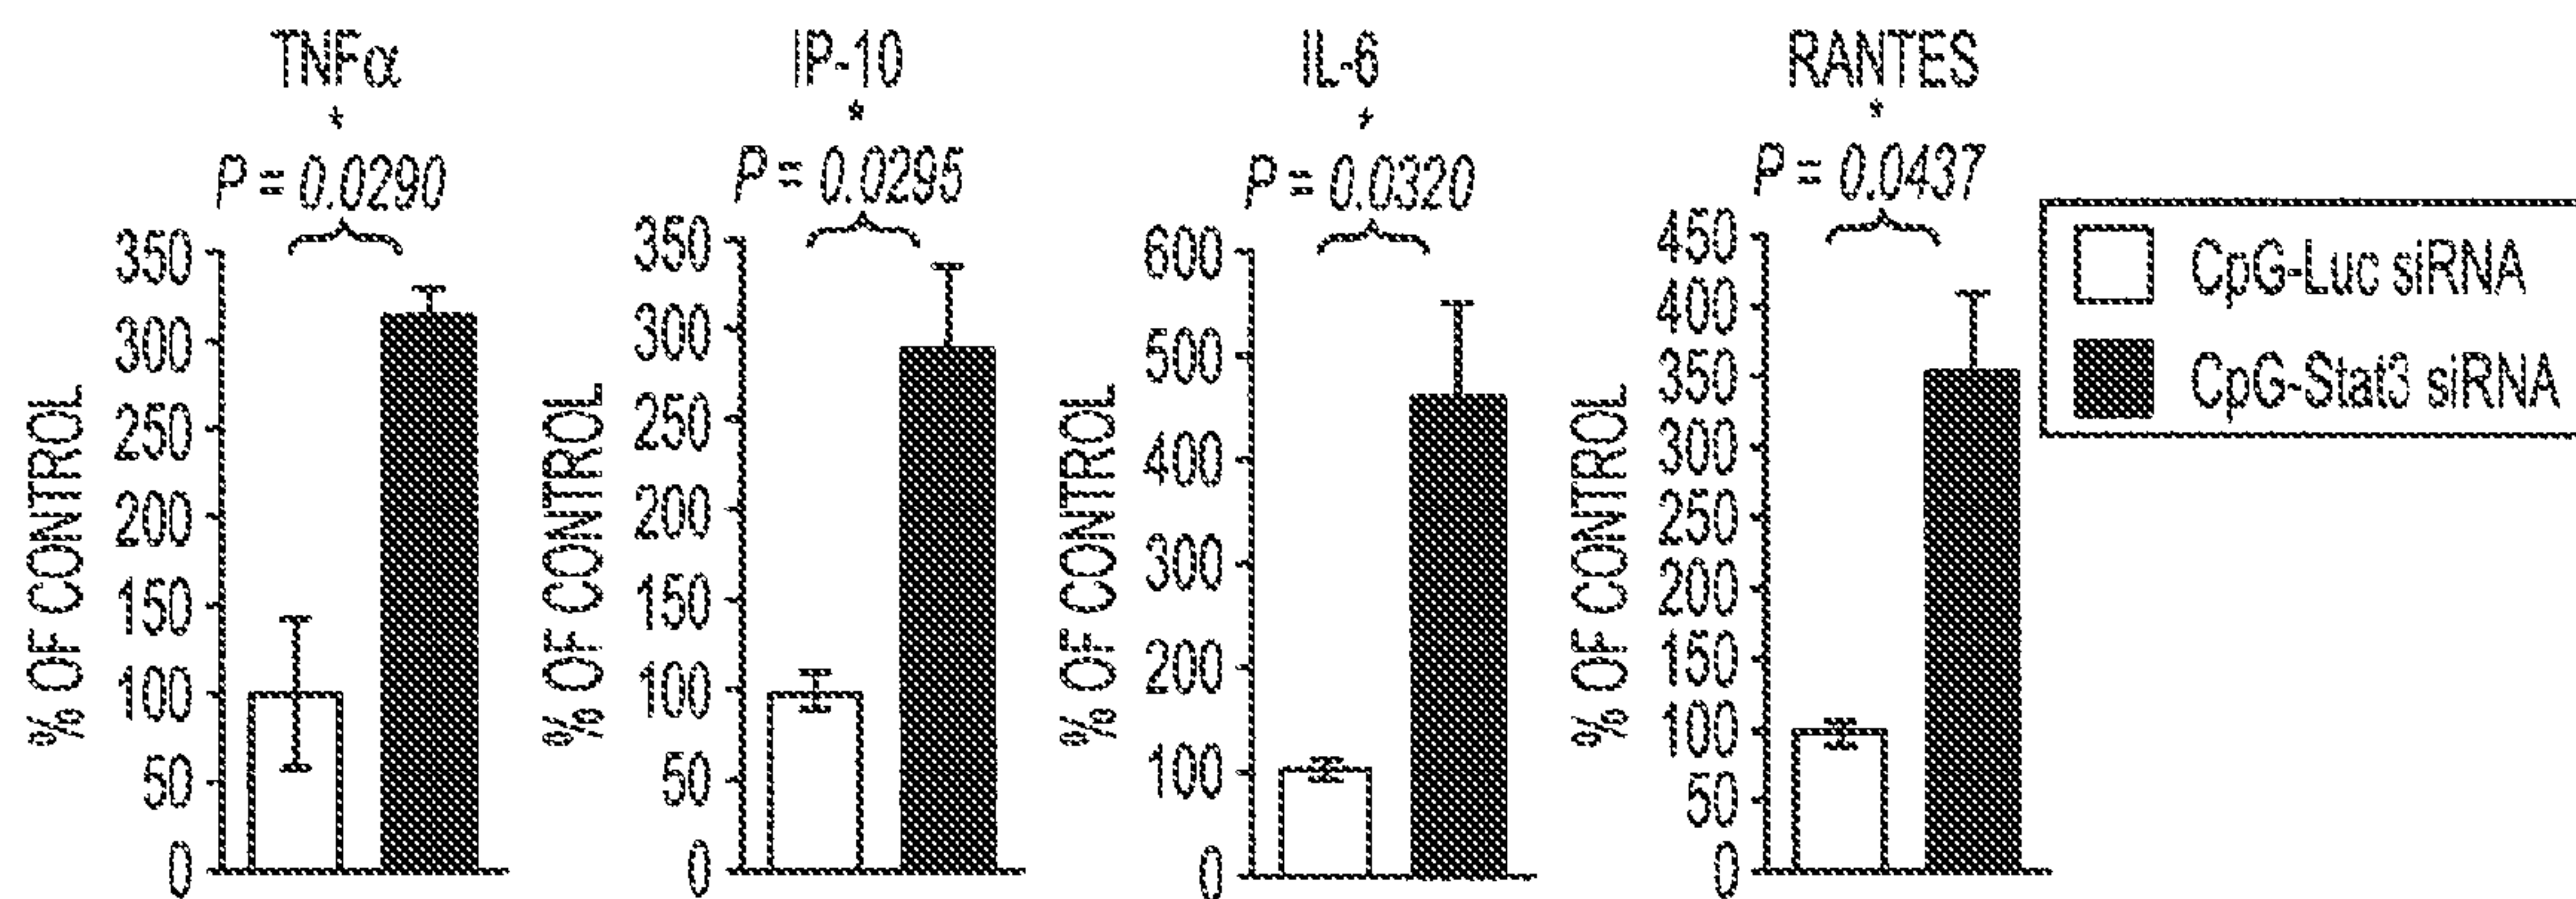 TNFα
*
P = 0.0290
350
300
250
200
150
100
50
0
% OF CONTROL
IP-10
*
P = 0.0295
350
300
250
200
150
100
50
0
% OF CONTROL
IL-6
*
P = 0.0320
600
500
400
300
200
100
0
% OF CONTROL
RANTES
*
P = 0.0437
450
400
350
300
250
200
150
100
50
0
% OF CONTROL
CpG-Luc siRNA
CpG-Stat3 siRNA